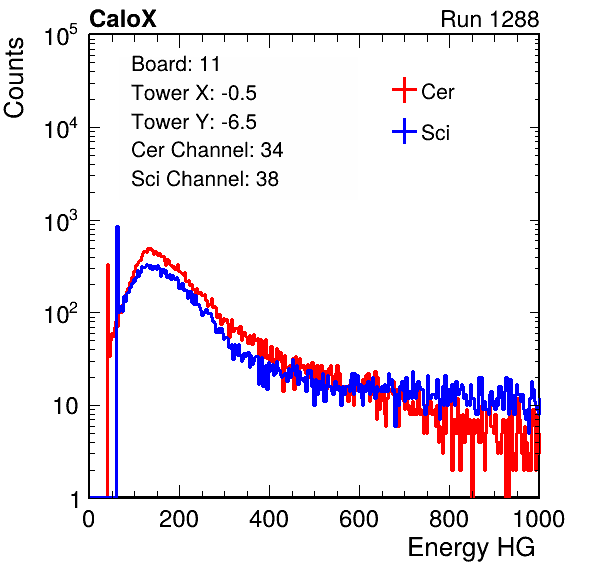 CaloX Run 1288
Counts
Board: 11
Tower X: -0.5
Tower Y: -6.5
Cer Channel: 34
Sci Channel: 38
Cer
Sci
10^5
10^4
10^3
10^2
10
1
0 200 400 600 800 1000
Energy HG